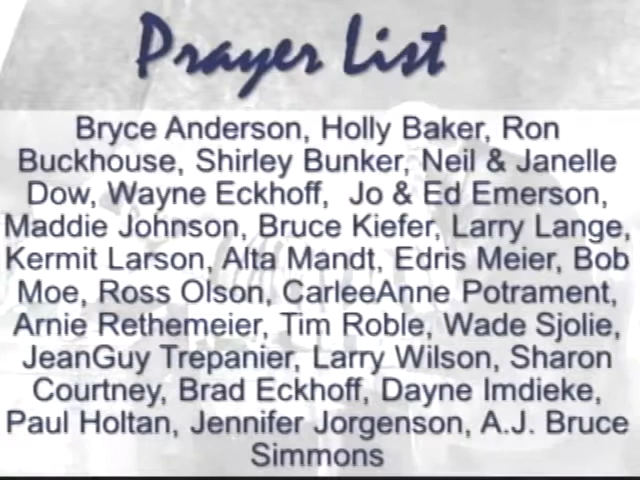 Prayer List
Bryce Anderson, Holly Baker, Ron
Buckhouse, Shirley Bunker, Neil & Janelle
Dow, Wayne Eckhoff, Jo & Ed Emerson,
Maddie Johnson, Bruce Kiefer, Larry Lange,
Kermit Larson, Alta Mandt, Edris Meier, Bob
Moe, Ross Olson, CarleeAnne Potrament,
Arnie Rethemeier, Tim Roble, Wade Sjolie,
JeanGuy Trepanier, Larry Wilson, Sharon
Courtney, Brad Eckhoff, Dayne Imdieke,
Paul Holtan, Jennifer Jorgenson, A.J. Bruce
Simmons